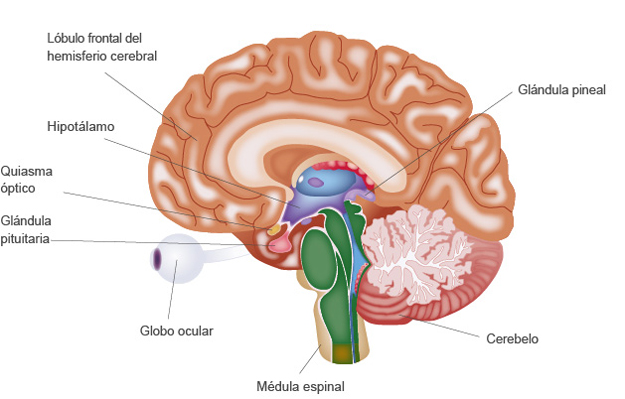 Lóbulo frontal del
hemisferio cerebral
Glándula pineal
Hipotálamo
Quiasma
óptico
Glándula
pituitaria
Globo ocular
Cerebelo
Médula espinal